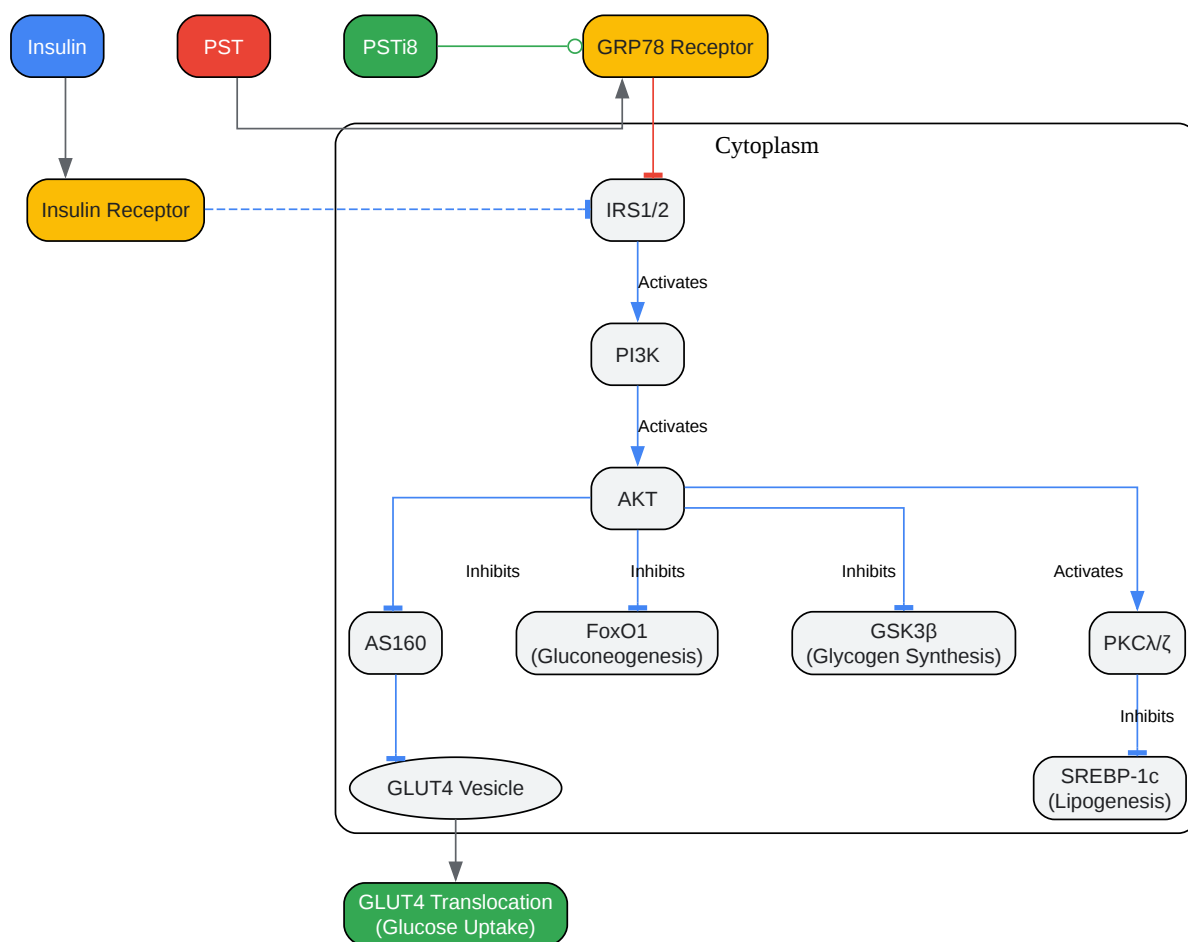 Insulin
PST
PSTi8
GRP78 Receptor
Cytoplasm
Insulin Receptor
IRS1/2
Activates
PI3K
Activates
AKT
Inhibits
Inhibits
Inhibits
Activates
AS160
FoxO1
(Gluconeogenesis)
GSK3β
(Glycogen Synthesis)
PKCλ/ζ
Inhibits
GLUT4 Vesicle
SREBP-1c
(Lipogenesis)
GLUT4 Translocation
(Glucose Uptake)